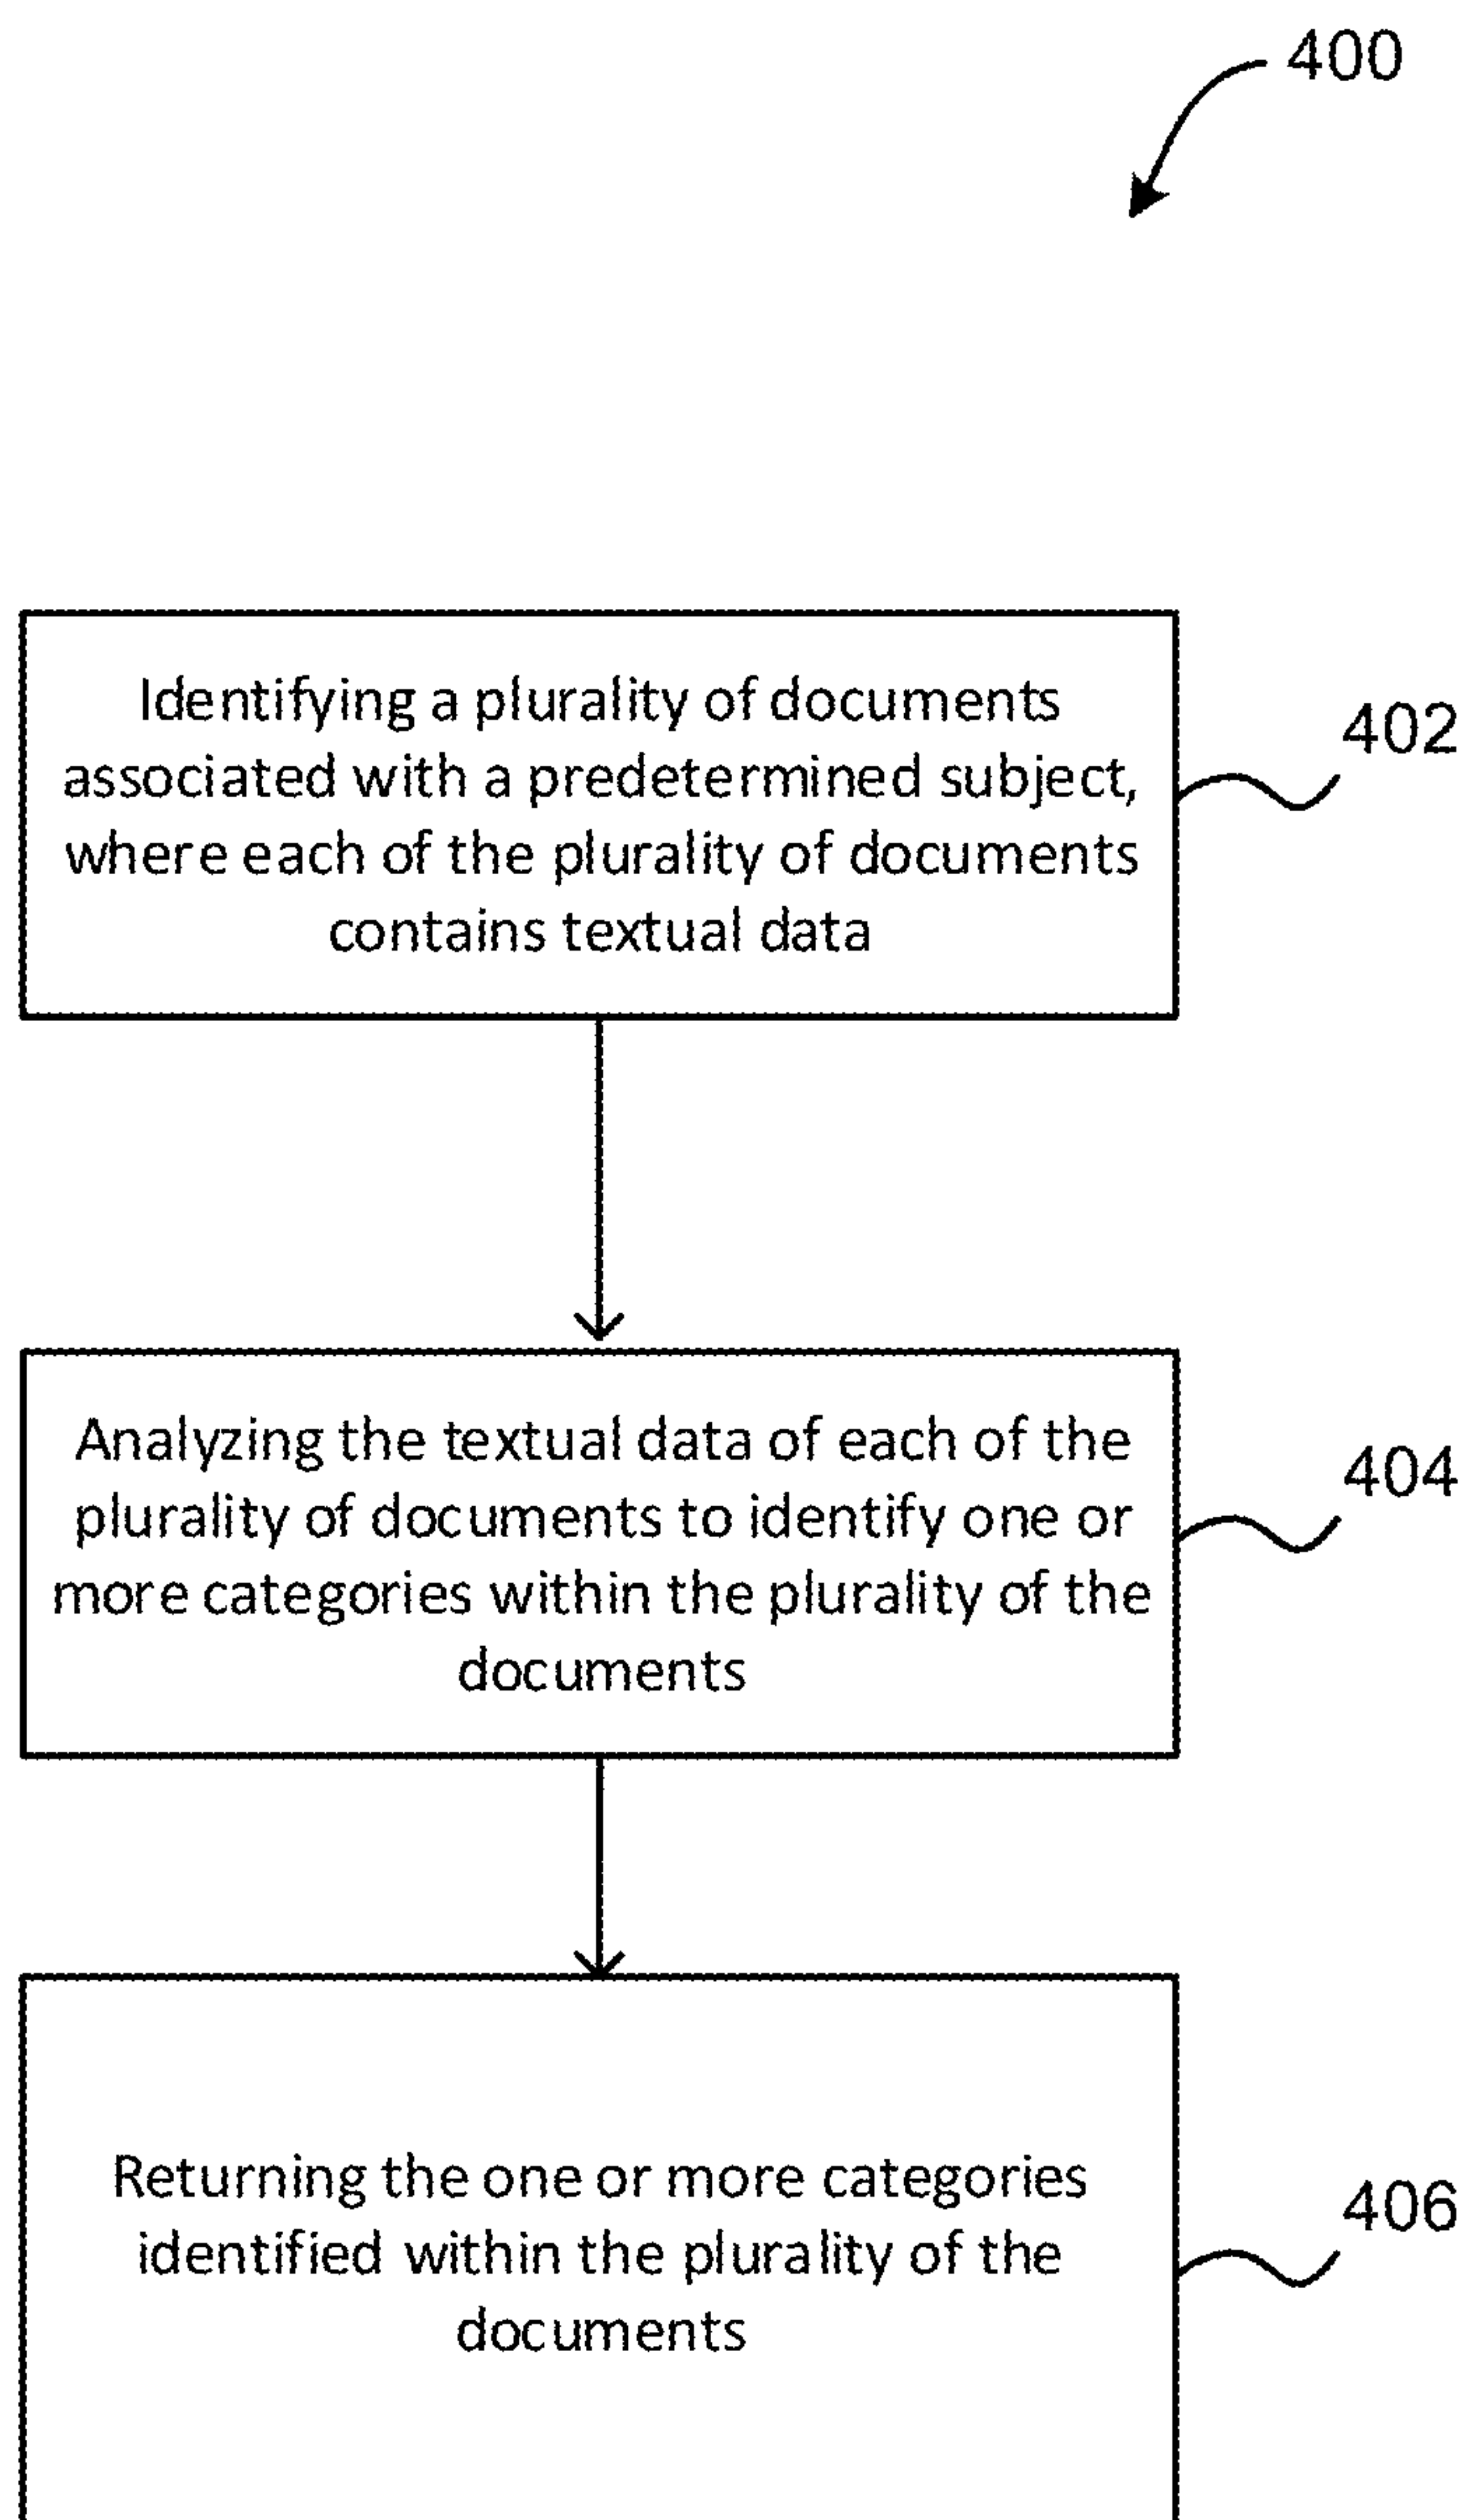 400
Identifying a plurality of documents
associated with a predetermined subject,
where each of the plurality of documents
contains textual data
402
Analyzing the textual data of each of the
plurality of documents to identify one or
more categories within the plurality of the
documents
404
Returning the one or more categories
identified within the plurality of the
documents
406